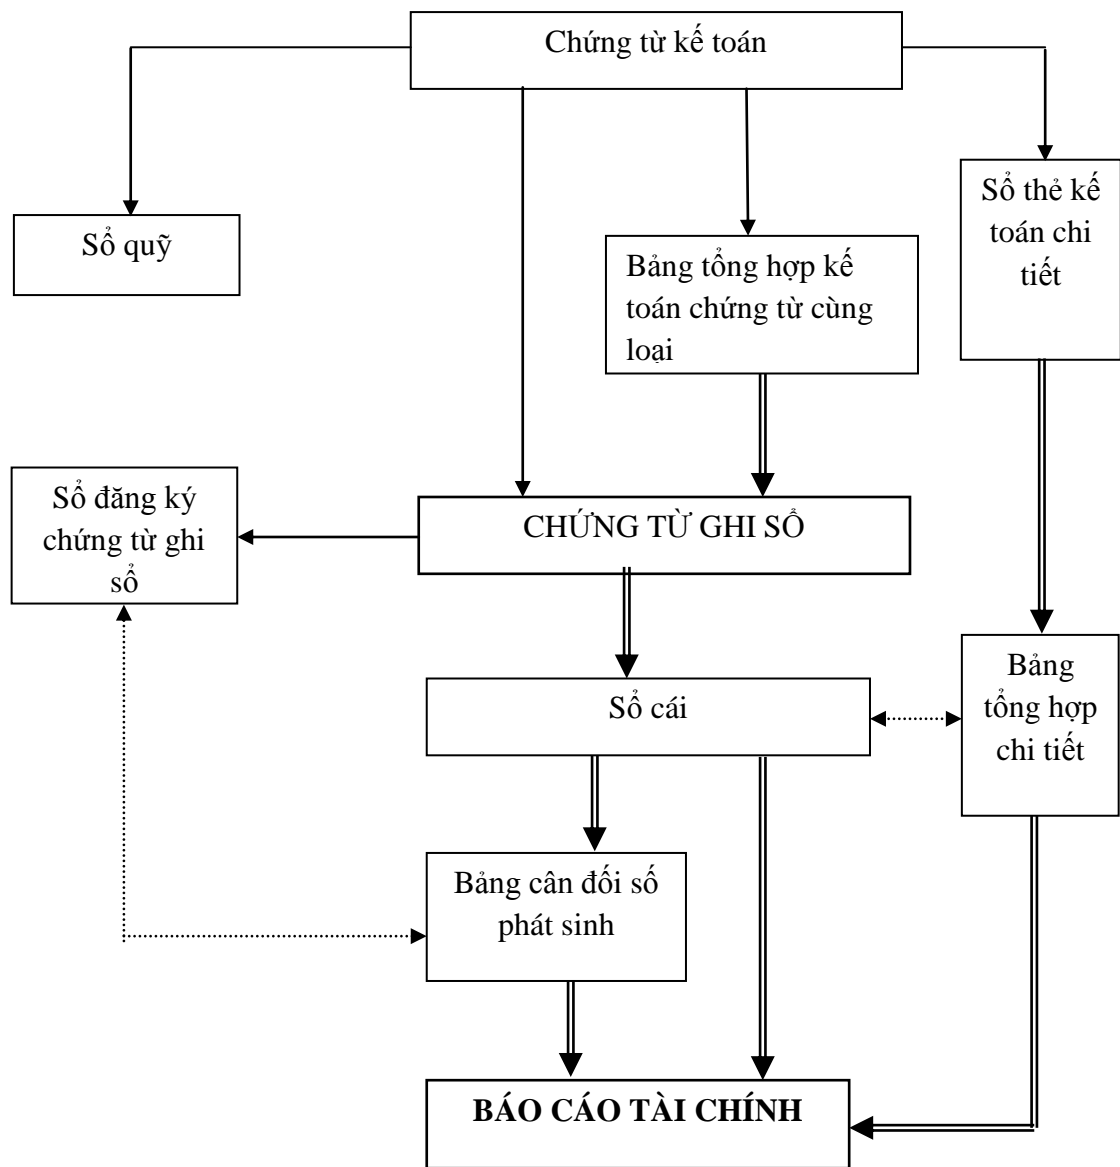 Chứng từ kế toán
Sổ thẻ kế
toán chi
tiết
Sổ quỹ
Bảng tổng hợp kế
toán chứng từ cùng
loại
Sổ đăng ký
chứng từ ghi
sổ
CHỨNG TỪ GHI SỔ
Bảng
tổng hợp
chi tiết
Sổ cái
Bảng cân đối số
phát sinh
BÁO CÁO TÀI CHÍNH